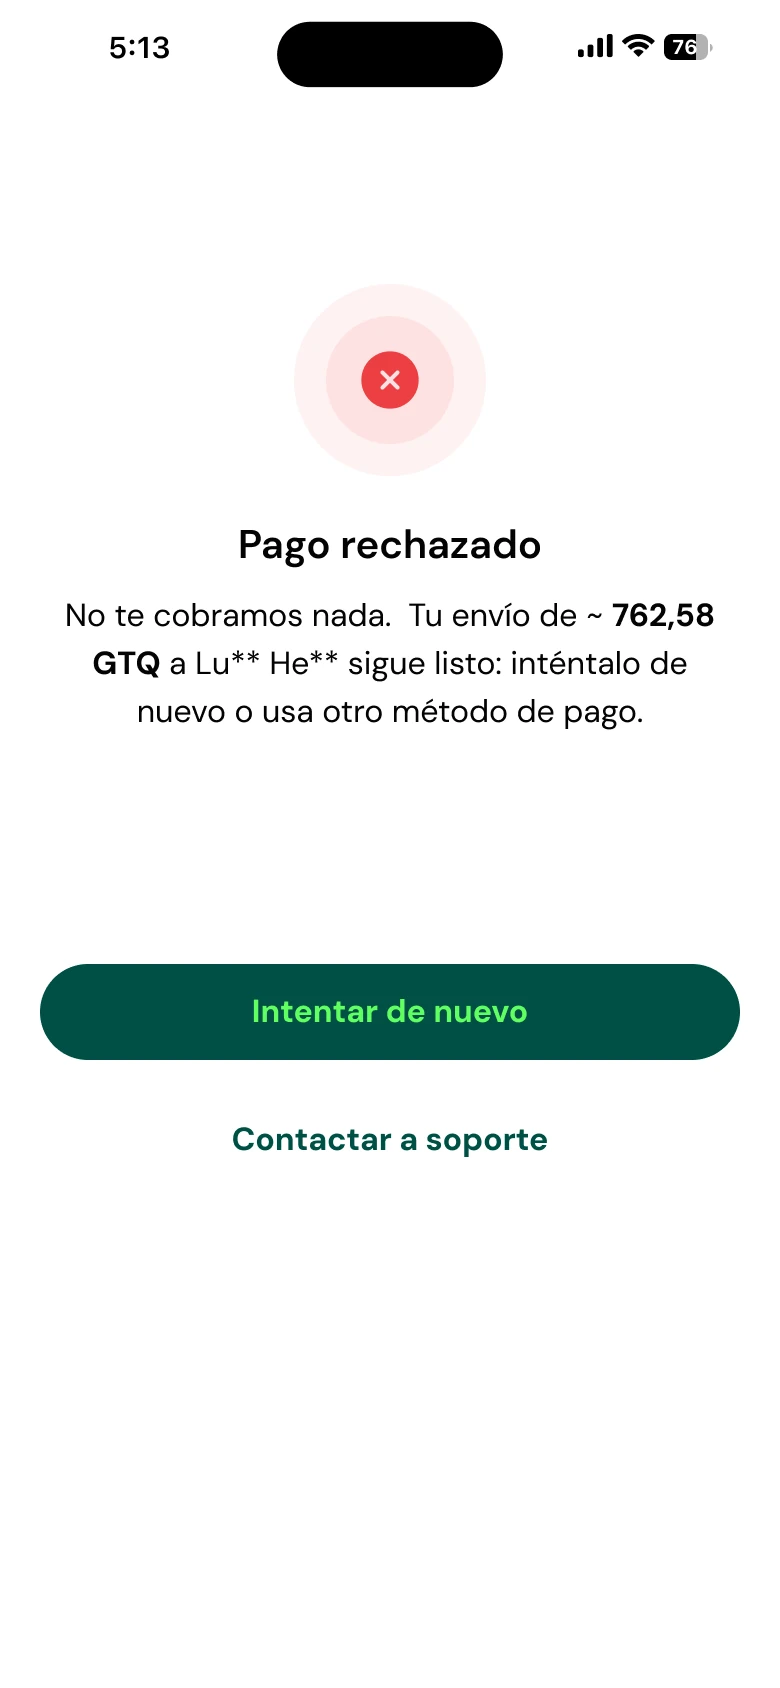 5:13
76
Pago rechazado
No te cobramos nada.  Tu envío de ~ 762,58
GTQ a Lu** He** sigue listo: inténtalo de
nuevo o usa otro método de pago.
Intentar de nuevo
Contactar a soporte